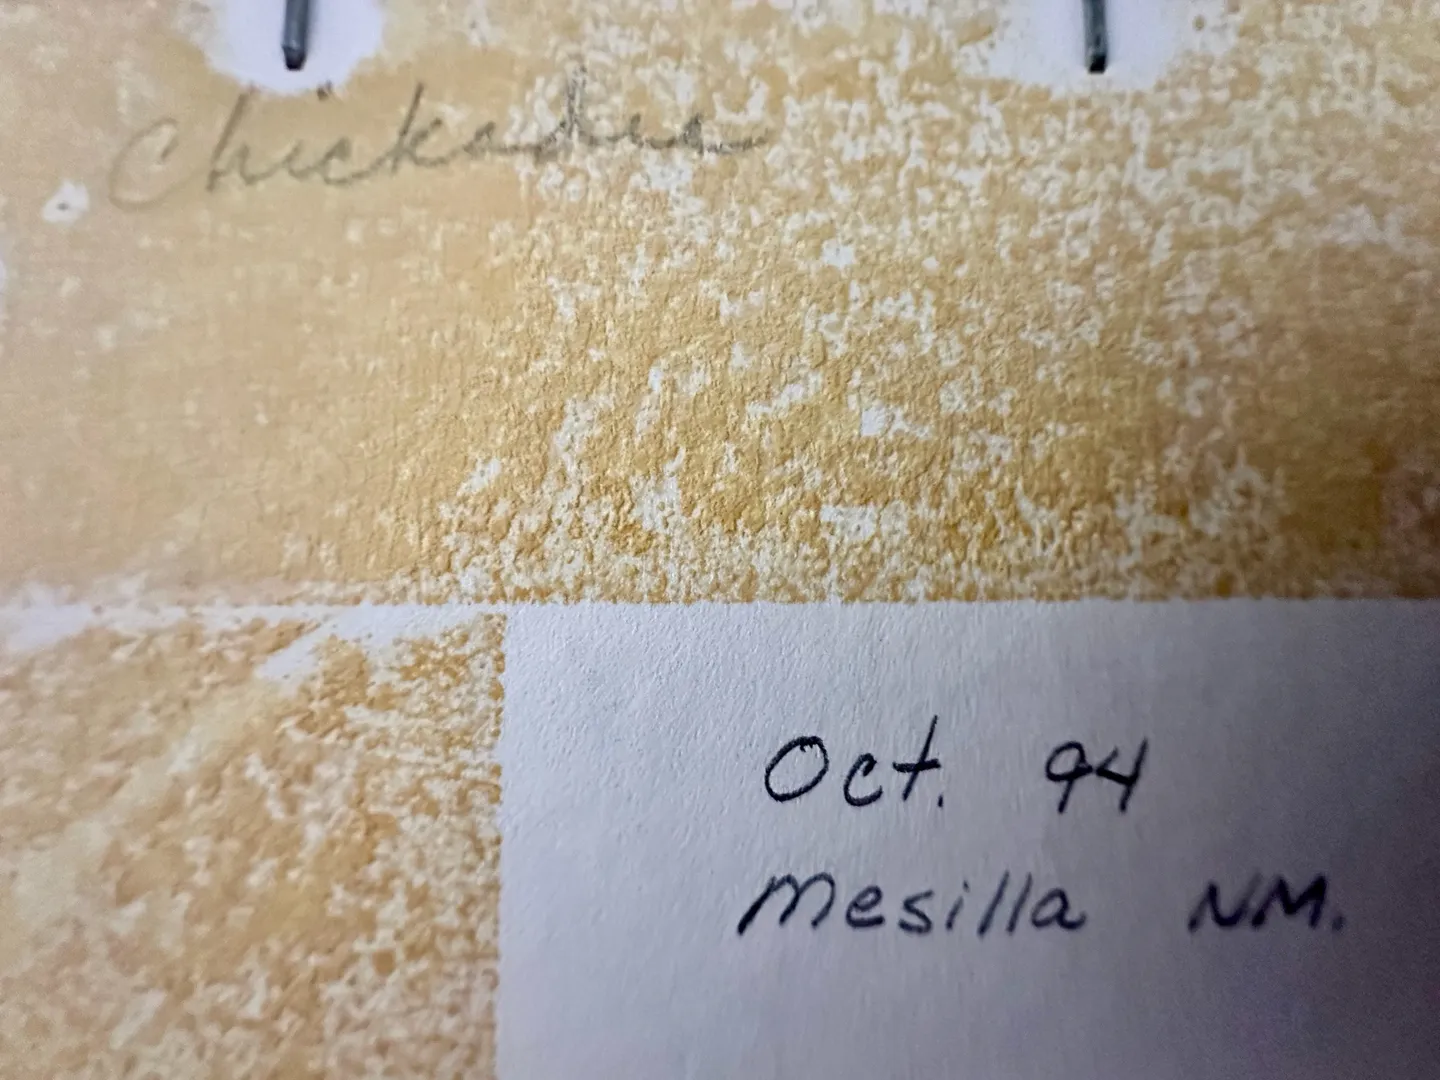 Chickadee
Oct. 94
Mesilla NM.